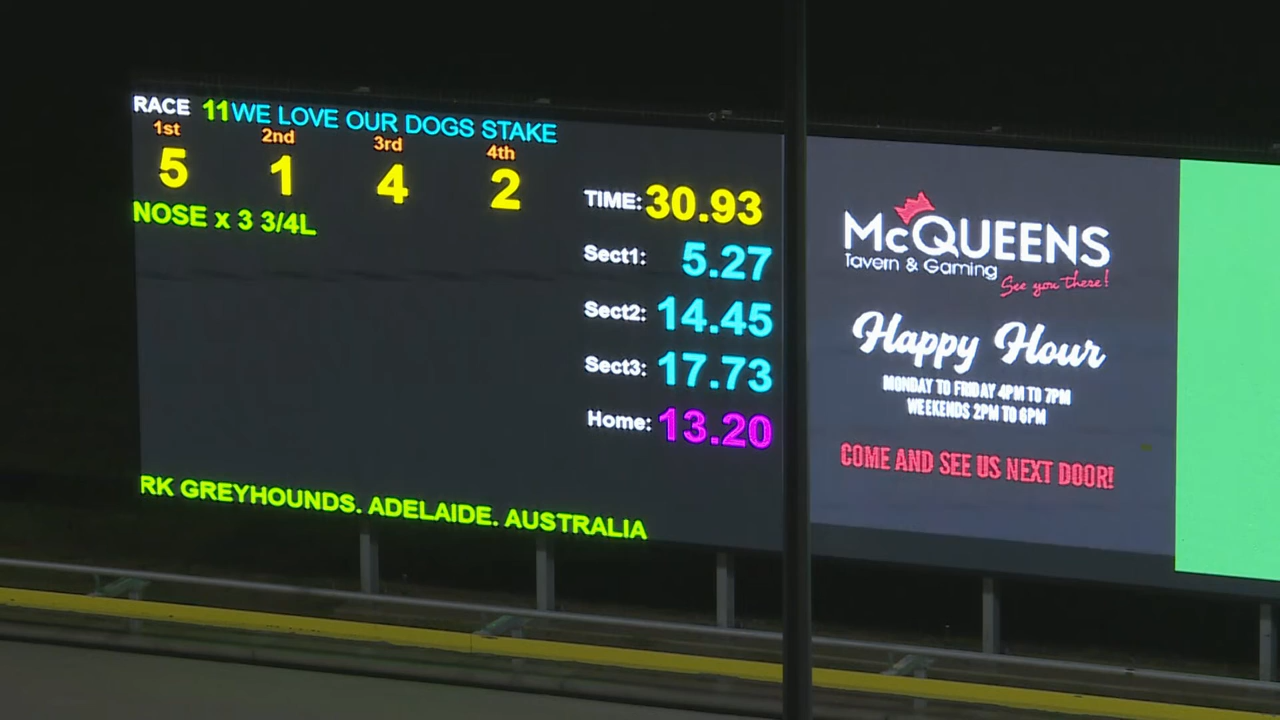 RACE 11 WE LOVE OUR DOGS STAKE
1st 2nd 3rd 4th
5 1 4 2
NOSE x 3 3/4L
TIME: 30.93
Sect1: 5.27
Sect2: 14.45
Sect3: 17.73
Home: 13.20
RK GREYHOUNDS. ADELAIDE. AUSTRALIA
McQUEENS
Tavern & Gaming
See you there!
Happy Hour
MONDAY TO FRIDAY 4PM TO 7PM
WEEKENDS 2PM TO 6PM
COME AND SEE US NEXT DOOR!